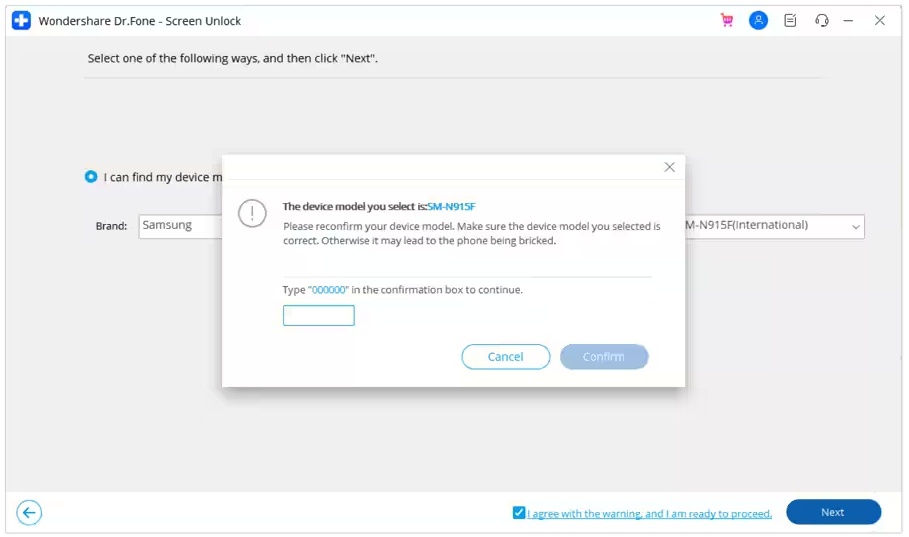 Wondershare Dr.Fone - Screen Unlock
Select one of the following ways, and then click "Next".
I can find my device m
Brand:
Samsung
M-N915F(International)
The device model you select is:SM-N915F
Please reconfirm your device model. Make sure the device model you selected is
correct. Otherwise it may lead to the phone being bricked.
Type "000000" in the confirmation box to continue.
Cancel
Confirm
I agree with the warning, and I am ready to proceed.
Next